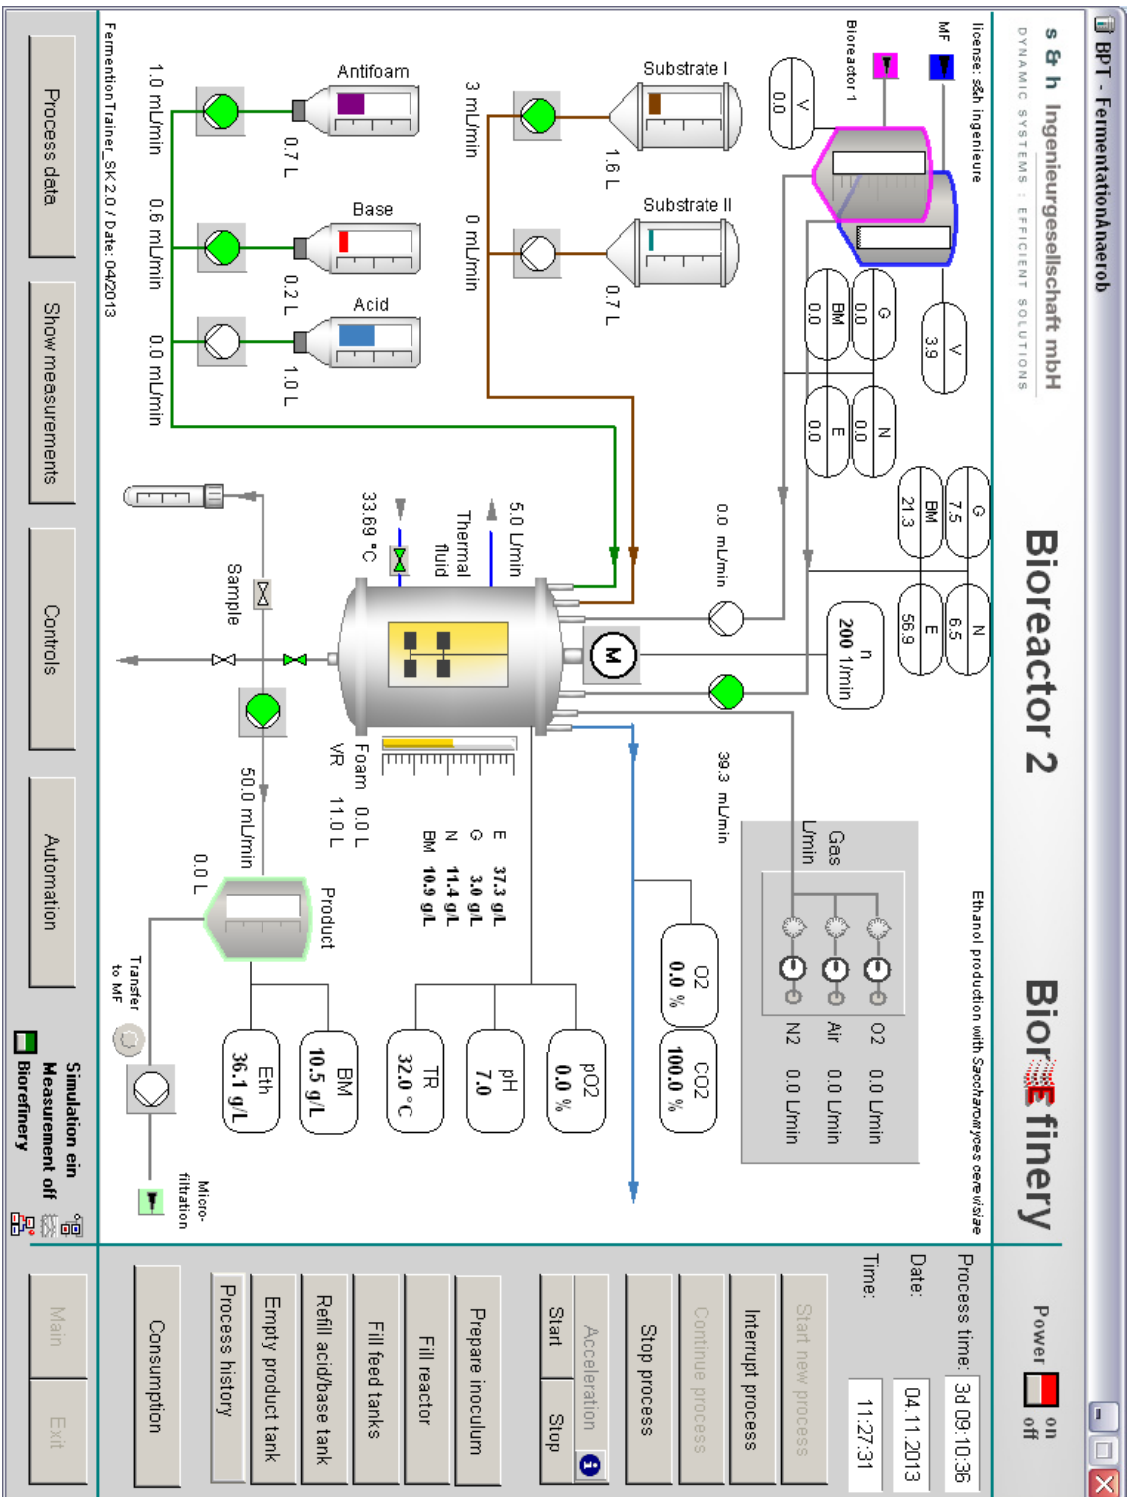 BPT - FermentationAnaerob
s & h Ingenieurgesellschaft mbH
DYNAMIC SYSTEMS : EFFICIENT SOLUTIONS
Bioreactor 2
BiorEfinery
Power
on
off
license: s&h ingenieure
Ethanol production with Saccharomyces cerevisiae
MF
Bioreactor 1
V
0.0
V
3.9
G
0.0
N
0.0
BM
0.0
E
0.0
G
7.5
N
6.5
BM
21.3
E
56.9
n
200 1/min
0.0 mL/min
39.3 mL/min
M
Gas
L/min
O2 0.0 L/min
Air 0.0 L/min
N2 0.0 L/min
O2
0.0 %
CO2
100.0 %
Substrate I
1.6 L
3 mL/min
Substrate II
0.7 L
0 mL/min
Antifoam
0.7 L
1.0 mL/min
Base
0.2 L
0.6 mL/min
Acid
1.0 L
0.0 mL/min
5.0 L/min
Thermal
fluid
33.69 °C
E 37.3 g/L
G 3.0 g/L
N 11.4 g/L
BM 10.9 g/L
Foam 0.0 L
VR 11.0 L
pO2
0.0 %
pH
7.0
TR
32.0 °C
BM
10.5 g/L
Eth
36.1 g/L
Sample
50.0 mL/min
Product
0.0 L
Transfer
to MF
Micro-
filtration
FermentionTrainer_SK 2.0 / Date: 04/2013
Process time: 3d 09:10:36
Date: 04.11.2013
Time: 11:27:31
Start new process
Interrupt process
Continue process
Stop process
Acceleration
Start
Stop
Prepare inoculum
Fill reactor
Fill feed tanks
Refill acid/base tank
Empty product tank
Process history
Consumption
Process data
Show measurements
Controls
Automation
Simulation ein
Measurement off
Biorefinery
Main
Exit